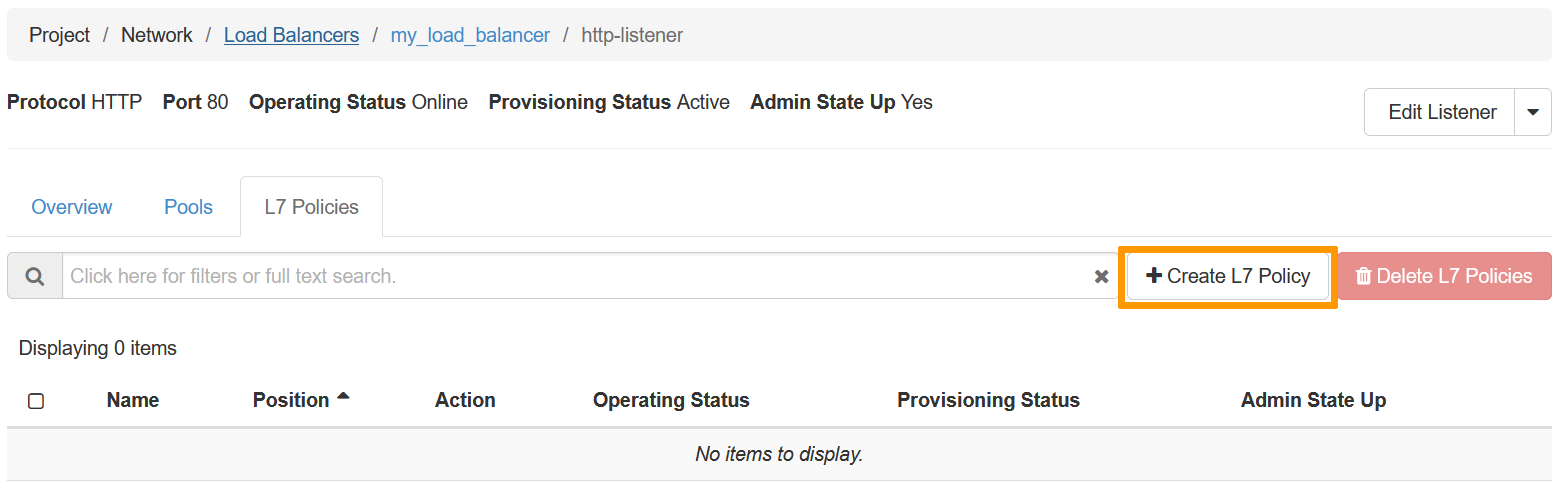 Project / Network / Load Balancers / my_load_balancer / http-listener
Protocol HTTP Port 80 Operating Status Online Provisioning Status Active Admin State Up Yes
Edit Listener
Overview Pools L7 Policies
Click here for filters or full text search.
Create L7 Policy
Delete L7 Policies
Displaying 0 items
Name Position Action Operating Status Provisioning Status Admin State Up
No items to display.